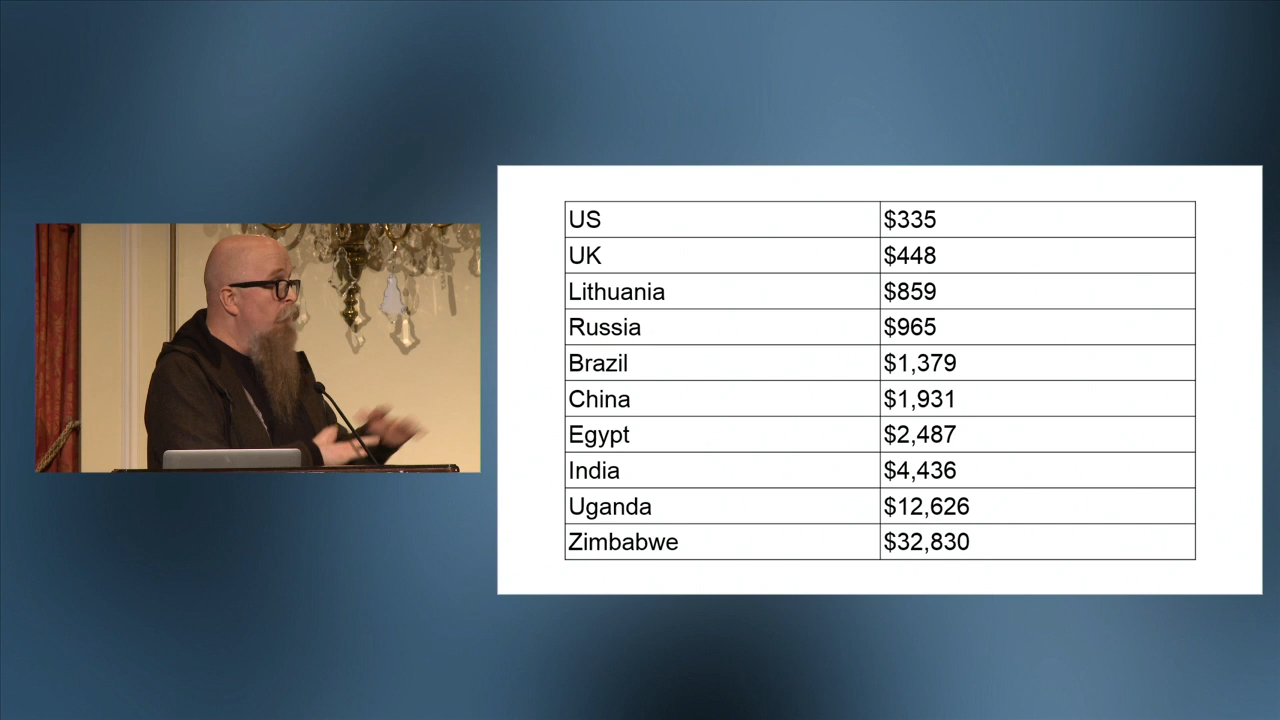 US $335
UK $448
Lithuania $859
Russia $965
Brazil $1,379
China $1,931
Egypt $2,487
India $4,436
Uganda $12,626
Zimbabwe $32,830